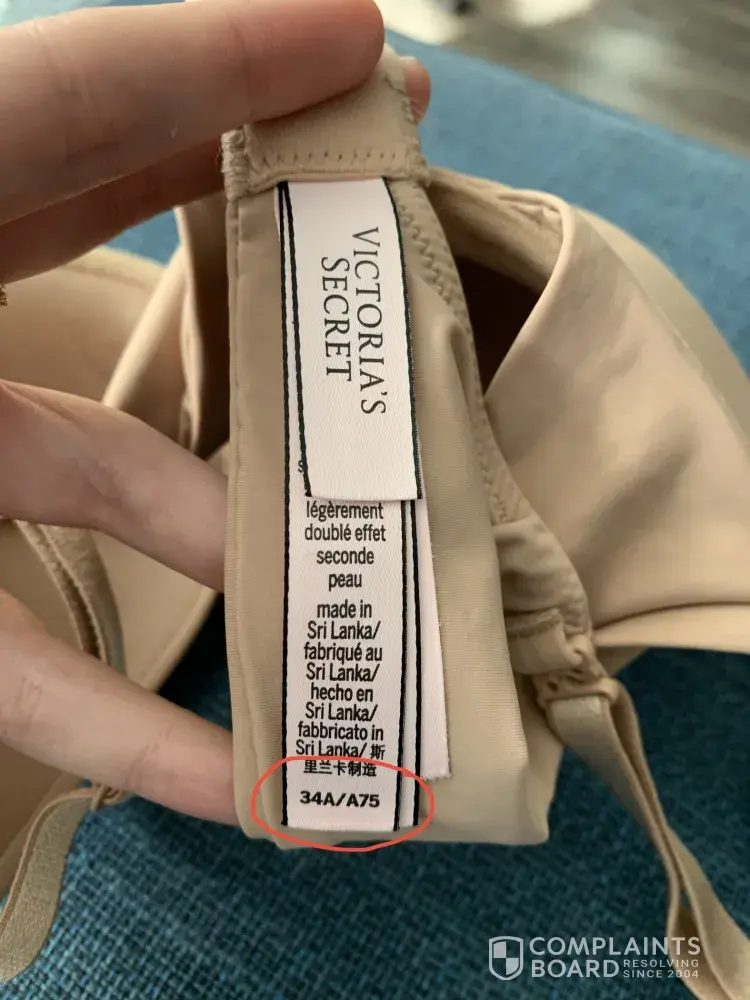 VICTORIA'S
SECRET
légèrement
doublé effet
seconde
peau
made in
Sri Lanka/
fabriqué au
Sri Lanka/
hecho en
Sri Lanka/
fabbricato in
Sri Lanka/ 斯
里兰卡制造
34A/A75
COMPLAINTS
BOARD RESOLVING
SINCE 2004